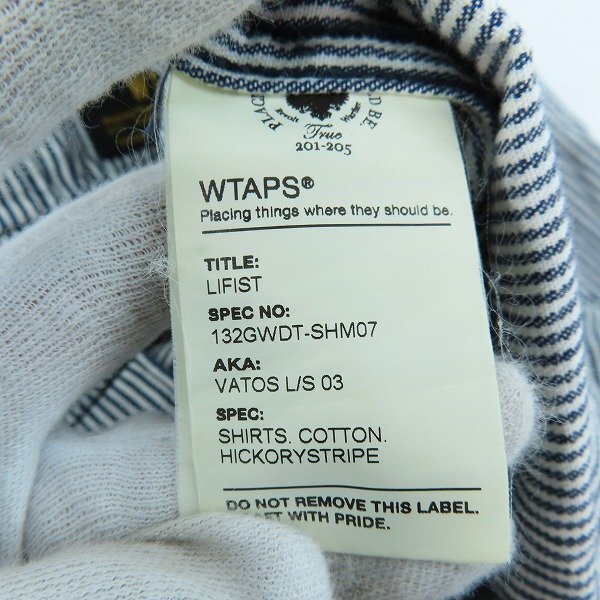 True
201-205
WTAPS®
Placing things where they should be.
TITLE:
LIFIST
SPEC NO:
132GWDT-SHM07
AKA:
VATOS L/S 03
SPEC:
SHIRTS. COTTON.
HICKORYSTRIPE
DO NOT REMOVE THIS LABEL.
WITH PRIDE.